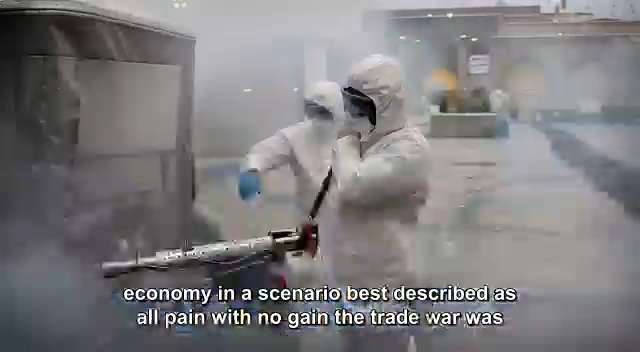 economy in a scenario best described as
all pain with no gain the trade war was